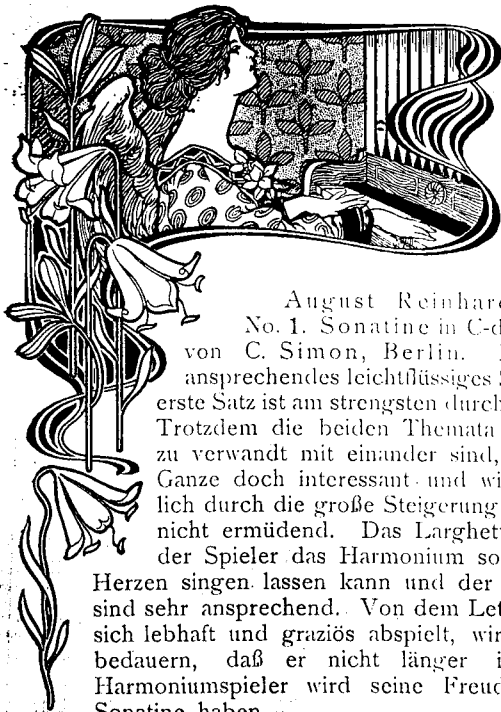 August Reinhar
No. 1. Sonatine in C-d
von C. Simon, Berlin.
ansprechendes leichtflüssiges S
erste Satz ist am strengsten durch
Trotzdem die beiden Themata
zu verwandt mit einander sind,
Ganze doch interessant und wi
lich durch die große Steigerung
nicht ermüdend. Das Larghet
der Spieler das Harmonium so
Herzen singen lassen kann und der
sind sehr ansprechend. Von dem Let
sich lebhaft und graziös abspielt, wir
bedauern, daß er nicht länger i
Harmoniumspieler wird seine Freud
Sonatine haben